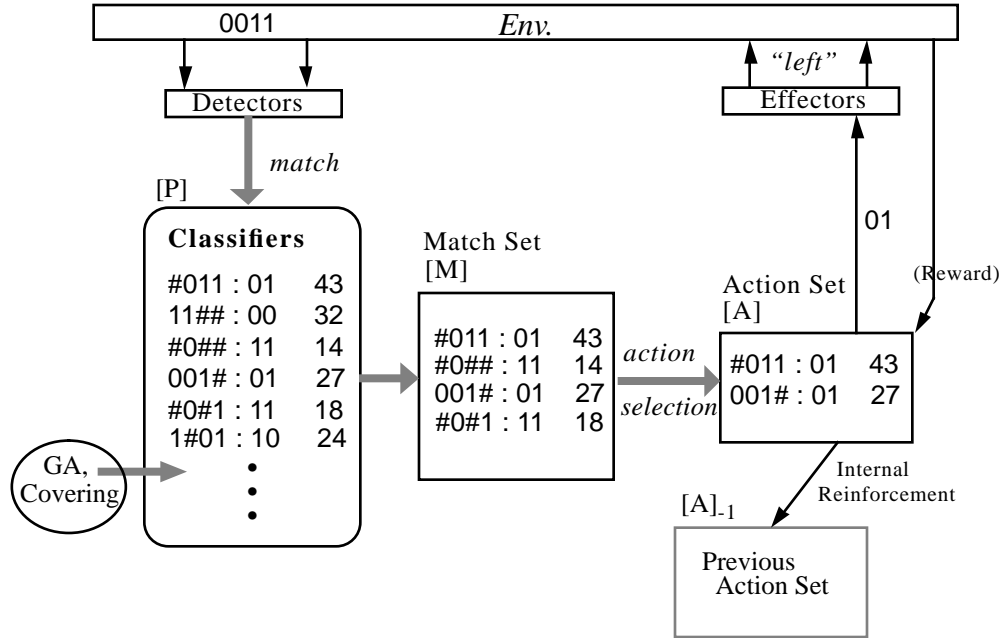 0011 Env.
“left”
Detectors
Effectors
match
[P]
Classifiers
#011 : 01 43
11## : 00 32
#0## : 11 14
001# : 01 27
#0#1 : 11 18
1#01 : 10 24
GA,
Covering
Match Set
[M]
#011 : 01 43
#0## : 11 14
001# : 01 27
#0#1 : 11 18
action
selection
01
(Reward)
Action Set
[A]
#011 : 01 43
001# : 01 27
Internal
Reinforcement
[A]-1
Previous
Action Set